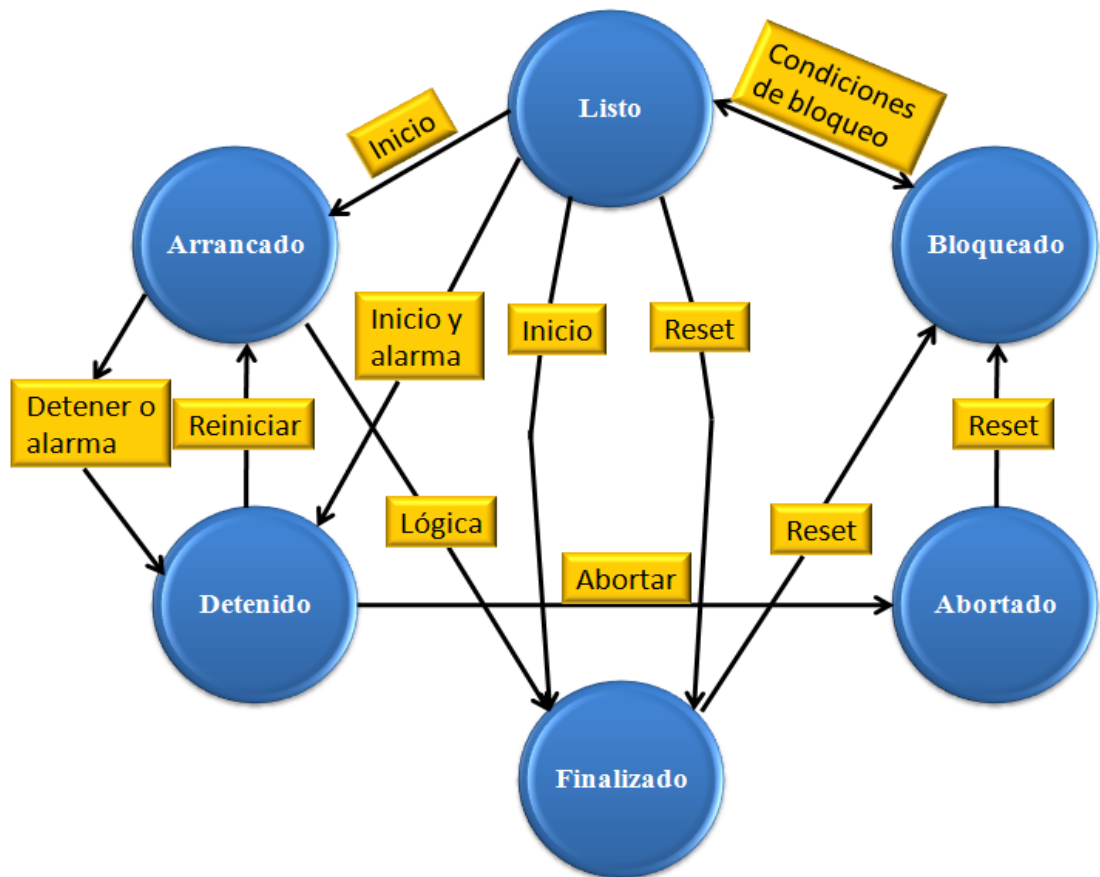 Listo
Condiciones
de bloqueo
Inicio
Arrancado
Bloqueado
Inicio y
alarma
Inicio
Reset
Detener o
alarma
Reiniciar
Reset
Lógica
Reset
Abortar
Detenido
Abortado
Finalizado